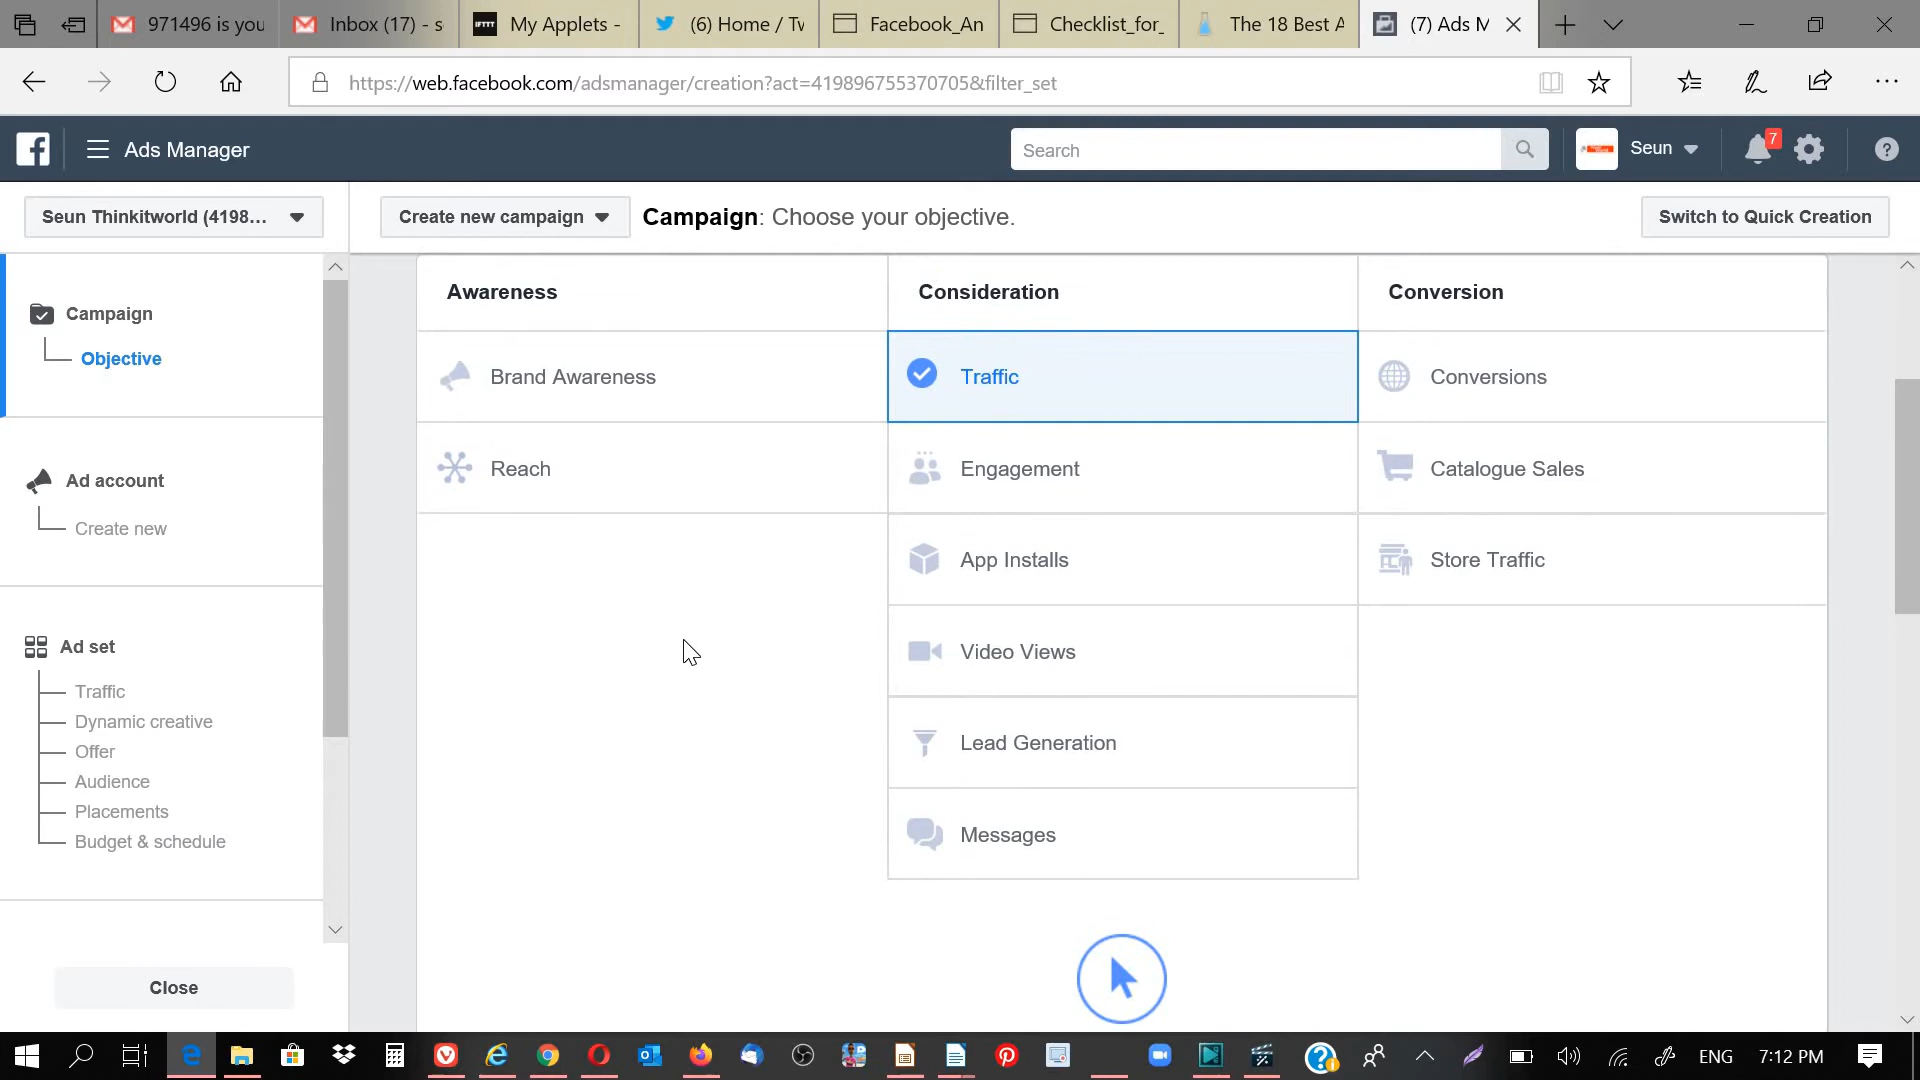 971496 is you
Inbox (17) - s
IFTTT
My Applets -
(6) Home / Tw
Facebook_An
Checklist_for_
The 18 Best A
(7) Ads M
https://web.facebook.com/adsmanager/creation?act=419896755370705&filter_set
Ads Manager
Search
Seun
7
Seun Thinkitworld (4198...
Create new campaign
Campaign: Choose your objective.
Switch to Quick Creation
Campaign
Objective
Ad account
Create new
Ad set
Traffic
Dynamic creative
Offer
Audience
Placements
Budget & schedule
Close
Awareness
Consideration
Conversion
Brand Awareness
Traffic
Conversions
Reach
Engagement
Catalogue Sales
App Installs
Store Traffic
Video Views
Lead Generation
Messages
ENG
7:12 PM